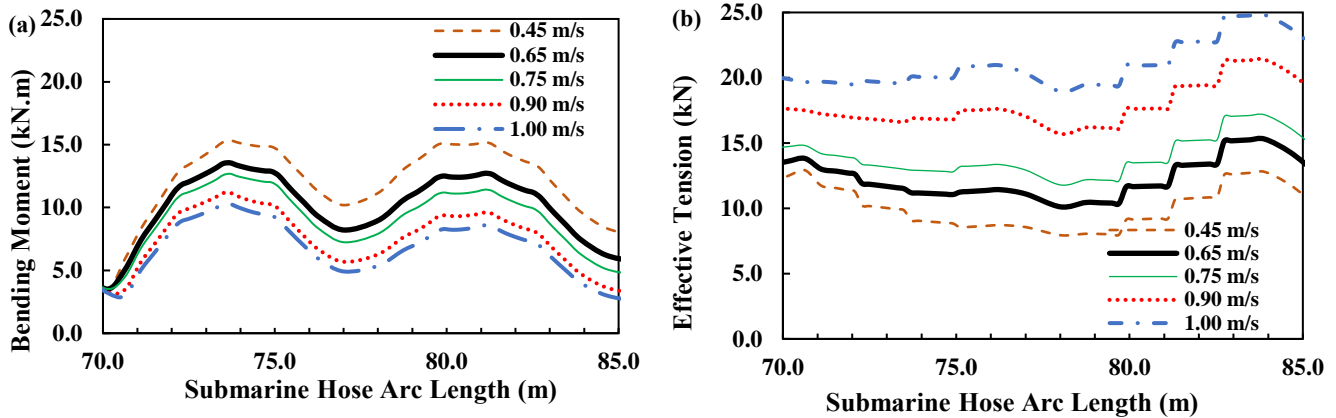 (a)
Bending Moment (kN.m)
25.0
20.0
15.0
10.0
5.0
0.0
70.0 75.0 80.0 85.0
Submarine Hose Arc Length (m)
0.45 m/s
0.65 m/s
0.75 m/s
0.90 m/s
1.00 m/s
(b)
Effective Tension (kN)
25.0
20.0
15.0
10.0
5.0
0.0
70.0 75.0 80.0 85.0
Submarine Hose Arc Length (m)
0.45 m/s
0.65 m/s
0.75 m/s
0.90 m/s
1.00 m/s